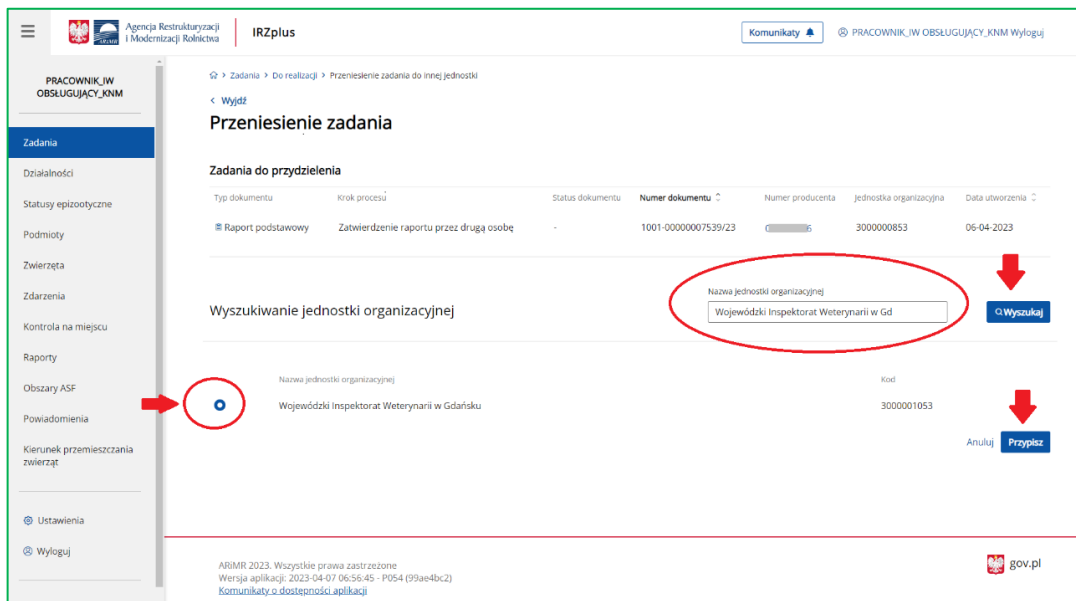 Agencja Restrukturyzacji
i Modernizacji Rolnictwa
IRZplus
Komunikaty
PRACOWNIK_IW OBSŁUGUJĄCY_KNM Wyloguj
PRACOWNIK_IW
OBSŁUGUJĄCY_KNM
Zadania
Działalności
Statusy epizootyczne
Podmioty
Zwierzęta
Zdarzenia
Kontrola na miejscu
Raporty
Obszary ASF
Powiadomienia
Kierunek przemieszczania
zwierząt
Ustawienia
Wyloguj
> Zadania > Do realizacji > Przeniesienie zadania do innej jednostki
< Wyjdź
Przeniesienie zadania
Zadania do przydzielenia
Typ dokumentu Krok procesu Status dokumentu Numer dokumentu Numer producenta Jednostka organizacyjna Data utworzenia
Raport podstawowy Zatwierdzenie raportu przez drugą osobę - 1001-00000007539/23 3000000853 06-04-2023
Nazwa jednostki organizacyjnej
Wyszukiwanie jednostki organizacyjnej Wojewódzki Inspektorat Weterynarii w Gd Wyszukaj
Nazwa jednostki organizacyjnej Kod
Wojewódzki Inspektorat Weterynarii w Gdańsku 3000001053
Anuluj Przypisz
ARiMR 2023. Wszystkie prawa zastrzeżone
Wersja aplikacji: 2023-04-07 06:56:45 - P054 (99ae4bc2)
Komunikaty o dostępności aplikacji
gov.pl